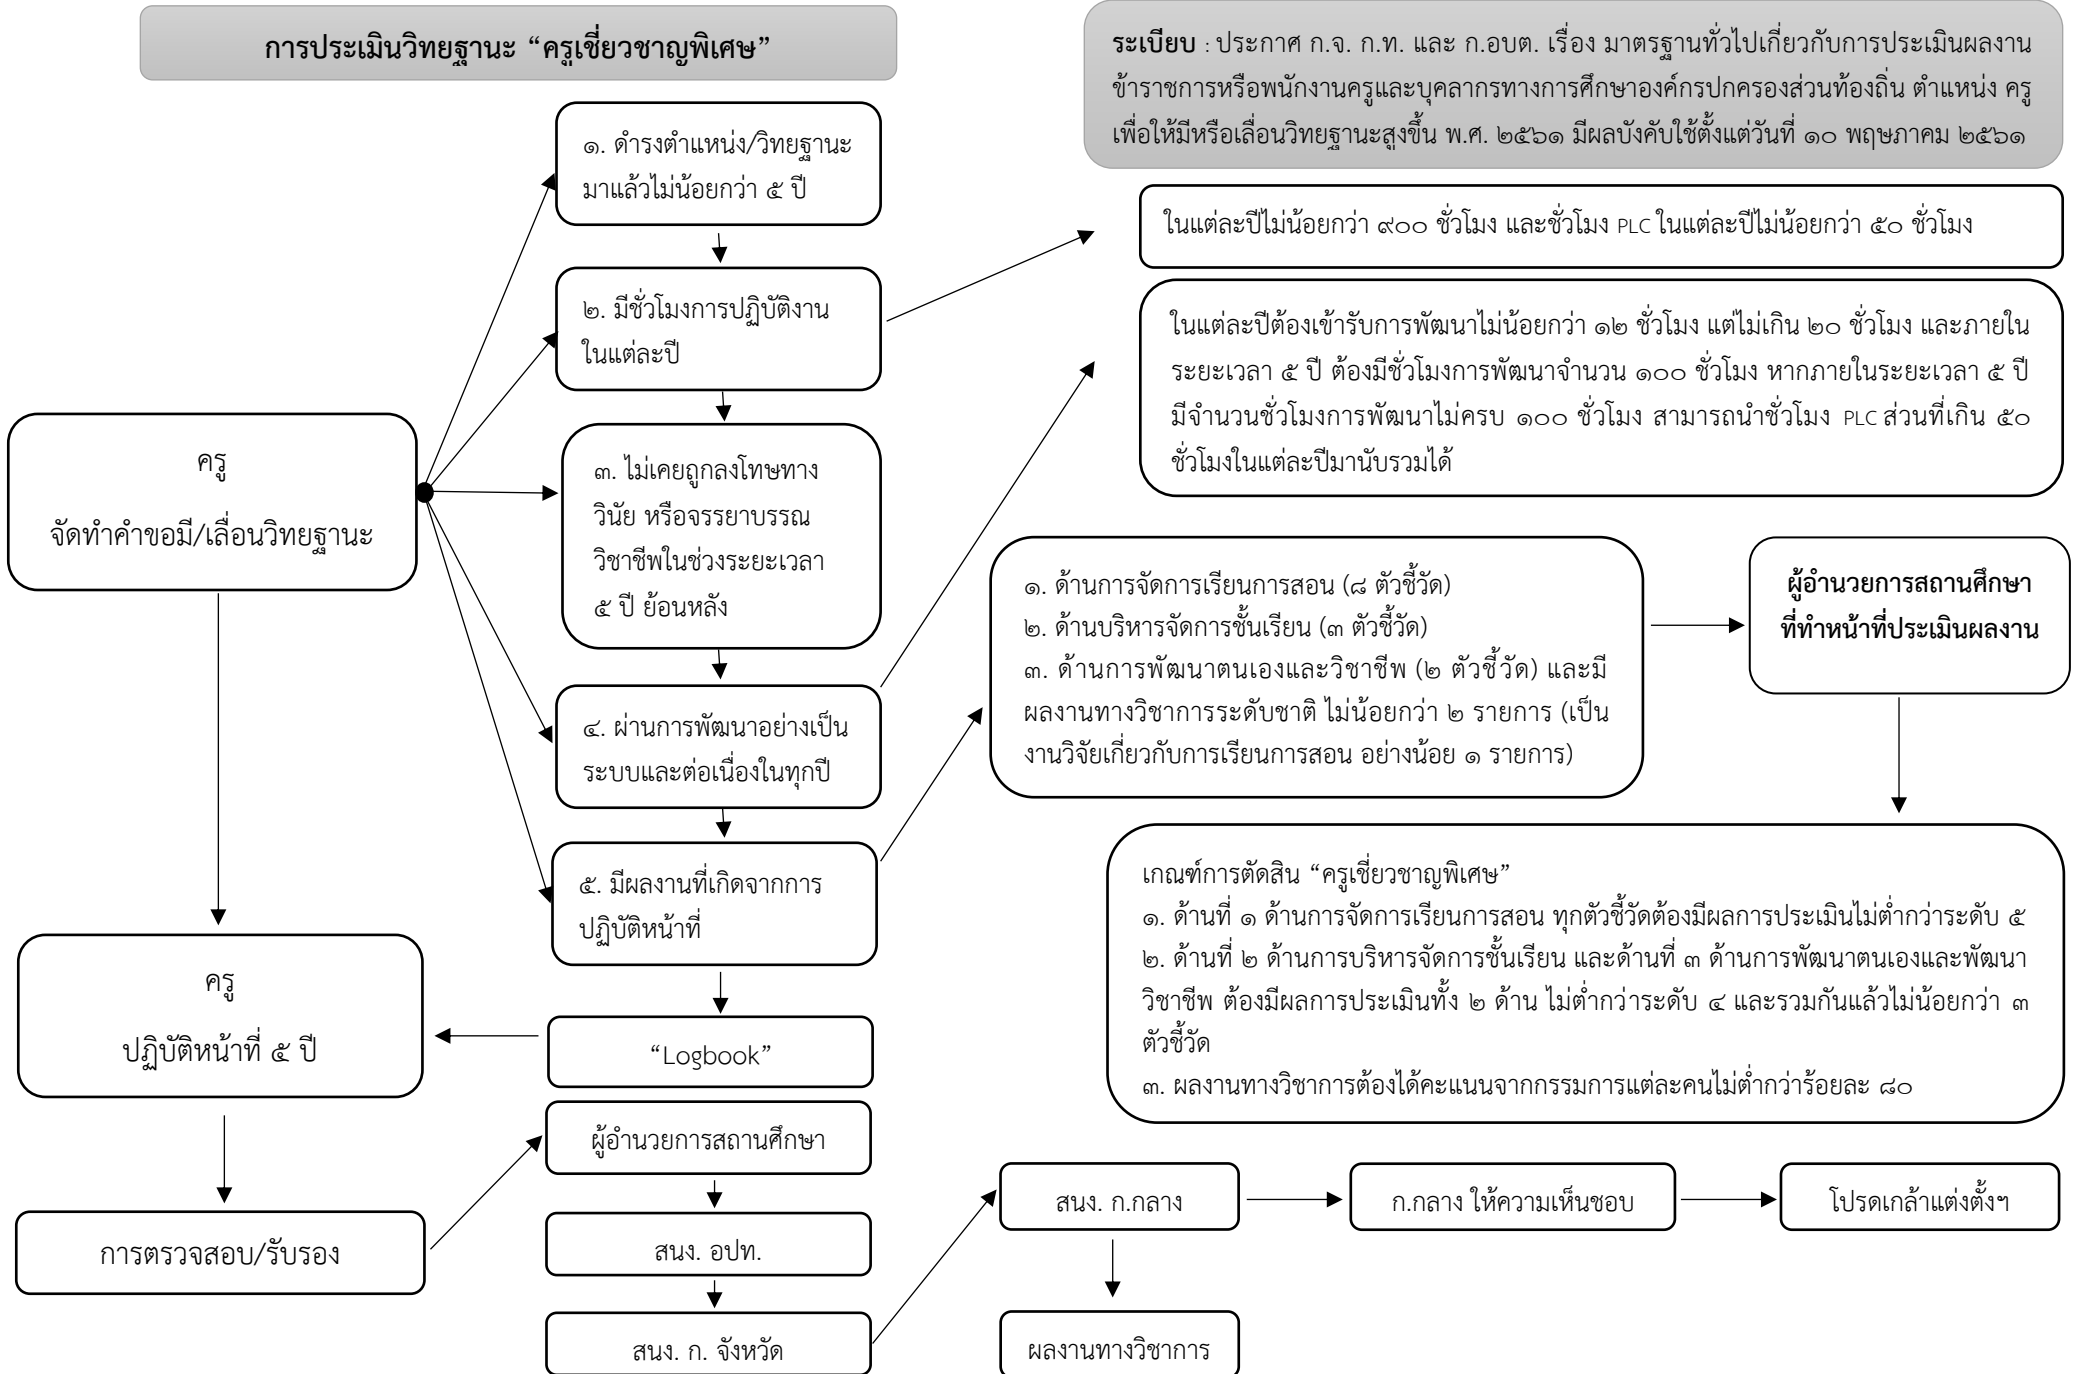 การประเมินวิทยฐานะ “ครูเชี่ยวชาญพิเศษ”
ระเบียบ : ประกาศ ก.จ. ก.ท. และ ก.อบต. เรื่อง มาตรฐานทั่วไปเกี่ยวกับการประเมินผลงาน
ข้าราชการหรือพนักงานครูและบุคลากรทางการศึกษาองค์กรปกครองส่วนท้องถิ่น ตำแหน่ง ครู
เพื่อให้มีหรือเลื่อนวิทยฐานะสูงขึ้น พ.ศ. ๒๕๖๑ มีผลบังคับใช้ตั้งแต่วันที่ ๑๐ พฤษภาคม ๒๕๖๑
๑. ดำรงตำแหน่ง/วิทยฐานะ
มาแล้วไม่น้อยกว่า ๕ ปี
๒. มีชั่วโมงการปฏิบัติงาน
ในแต่ละปี
ในแต่ละปีไม่น้อยกว่า ๙๐๐ ชั่วโมง และชั่วโมง PLC ในแต่ละปีไม่น้อยกว่า ๕๐ ชั่วโมง
ในแต่ละปีต้องเข้ารับการพัฒนาไม่น้อยกว่า ๑๒ ชั่วโมง แต่ไม่เกิน ๒๐ ชั่วโมง และภายใน
ระยะเวลา ๕ ปี ต้องมีชั่วโมงการพัฒนาจำนวน ๑๐๐ ชั่วโมง หากภายในระยะเวลา ๕ ปี
มีจำนวนชั่วโมงการพัฒนาไม่ครบ ๑๐๐ ชั่วโมง สามารถนำชั่วโมง PLC ส่วนที่เกิน ๕๐
ชั่วโมงในแต่ละปีมานับรวมได้
ครู
จัดทำคำขอมี/เลื่อนวิทยฐานะ
๓. ไม่เคยถูกลงโทษทาง
วินัย หรือจรรยาบรรณ
วิชาชีพในช่วงระยะเวลา
๕ ปี ย้อนหลัง
๔. ผ่านการพัฒนาอย่างเป็น
ระบบและต่อเนื่องในทุกปี
๑. ด้านการจัดการเรียนการสอน (๘ ตัวชี้วัด)
๒. ด้านบริหารจัดการชั้นเรียน (๓ ตัวชี้วัด)
๓. ด้านการพัฒนาตนเองและวิชาชีพ (๒ ตัวชี้วัด) และมี
ผลงานทางวิชาการระดับชาติ ไม่น้อยกว่า ๒ รายการ (เป็น
งานวิจัยเกี่ยวกับการเรียนการสอน อย่างน้อย ๑ รายการ)
ผู้อำนวยการสถานศึกษา
ที่ทำหน้าที่ประเมินผลงาน
๕. มีผลงานที่เกิดจากการ
ปฏิบัติหน้าที่
เกณฑ์การตัดสิน “ครูเชี่ยวชาญพิเศษ”
๑. ด้านที่ ๑ ด้านการจัดการเรียนการสอน ทุกตัวชี้วัดต้องมีผลการประเมินไม่ต่ำกว่าระดับ ๕
๒. ด้านที่ ๒ ด้านการบริหารจัดการชั้นเรียน และด้านที่ ๓ ด้านการพัฒนาตนเองและพัฒนา
วิชาชีพ ต้องมีผลการประเมินทั้ง ๒ ด้าน ไม่ต่ำกว่าระดับ ๔ และรวมกันแล้วไม่น้อยกว่า ๓
ตัวชี้วัด
๓. ผลงานทางวิชาการต้องได้คะแนนจากกรรมการแต่ละคนไม่ต่ำกว่าร้อยละ ๘๐
ครู
ปฏิบัติหน้าที่ ๕ ปี
“Logbook”
การตรวจสอบ/รับรอง
ผู้อำนวยการสถานศึกษา
สนง. อปท.
สนง. ก. จังหวัด
สนง. ก.กลาง
ก.กลาง ให้ความเห็นชอบ
โปรดเกล้าแต่งตั้งฯ
ผลงานทางวิชาการ